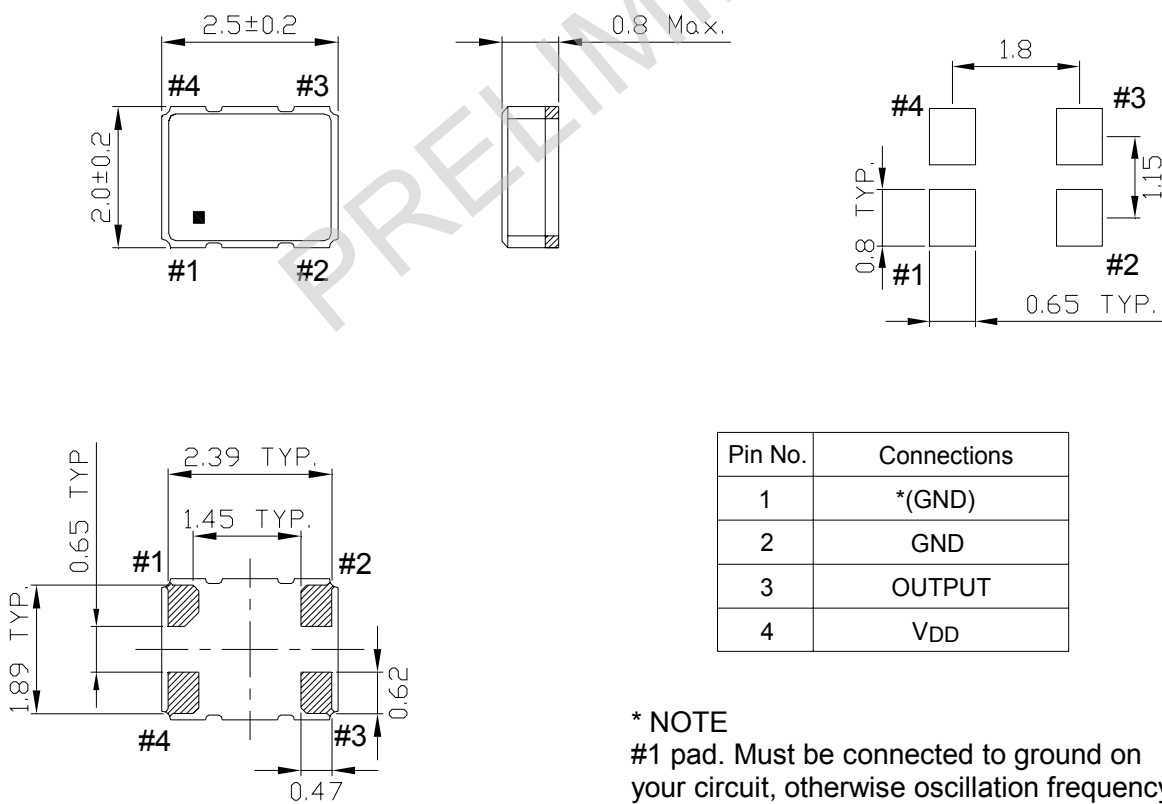 PRELIMI
2.5±0.2
0.8 Max.
#4 #3
2.0±0.2
#1 #2
1.8
#4 #3
0.8 TYP.
1.15
#1 #2
0.65 TYP.
2.39 TYP.
1.45 TYP.
0.65 TYP
#1 #2
1.89 TYP.
0.62
#4 #3
0.47
Pin No. Connections
1 *(GND)
2 GND
3 OUTPUT
4 VDD
* NOTE
#1 pad. Must be connected to ground on
your circuit, otherwise oscillation frequency